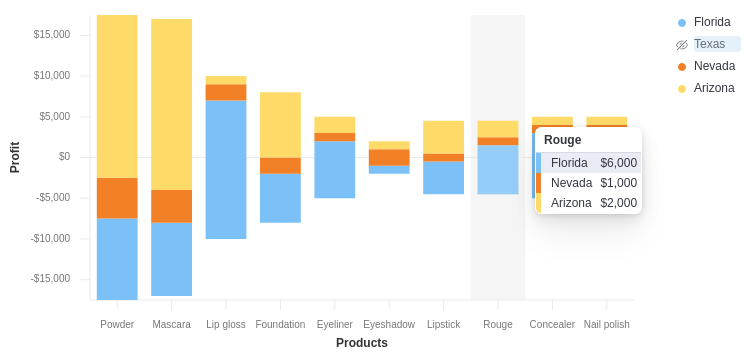 Profit
$15,000
$10,000
$5,000
$0
-$5,000
-$10,000
-$15,000
Powder Mascara Lip gloss Foundation Eyeliner Eyeshadow Lipstick Rouge Concealer Nail polish
Products
Rouge
Florida $6,000
Nevada $1,000
Arizona $2,000
Florida
Texas
Nevada
Arizona